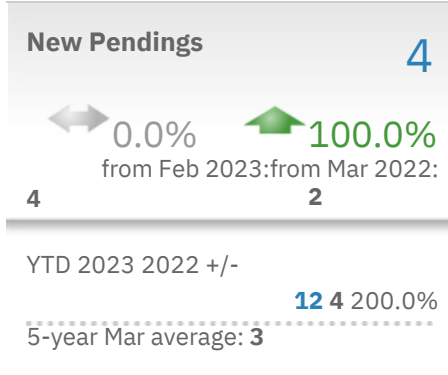 New Pendings
4
0.0% 100.0%
from Feb 2023:from Mar 2022:
4 2
YTD 2023 2022 +/-
12 4 200.0%
5-year Mar average: 3